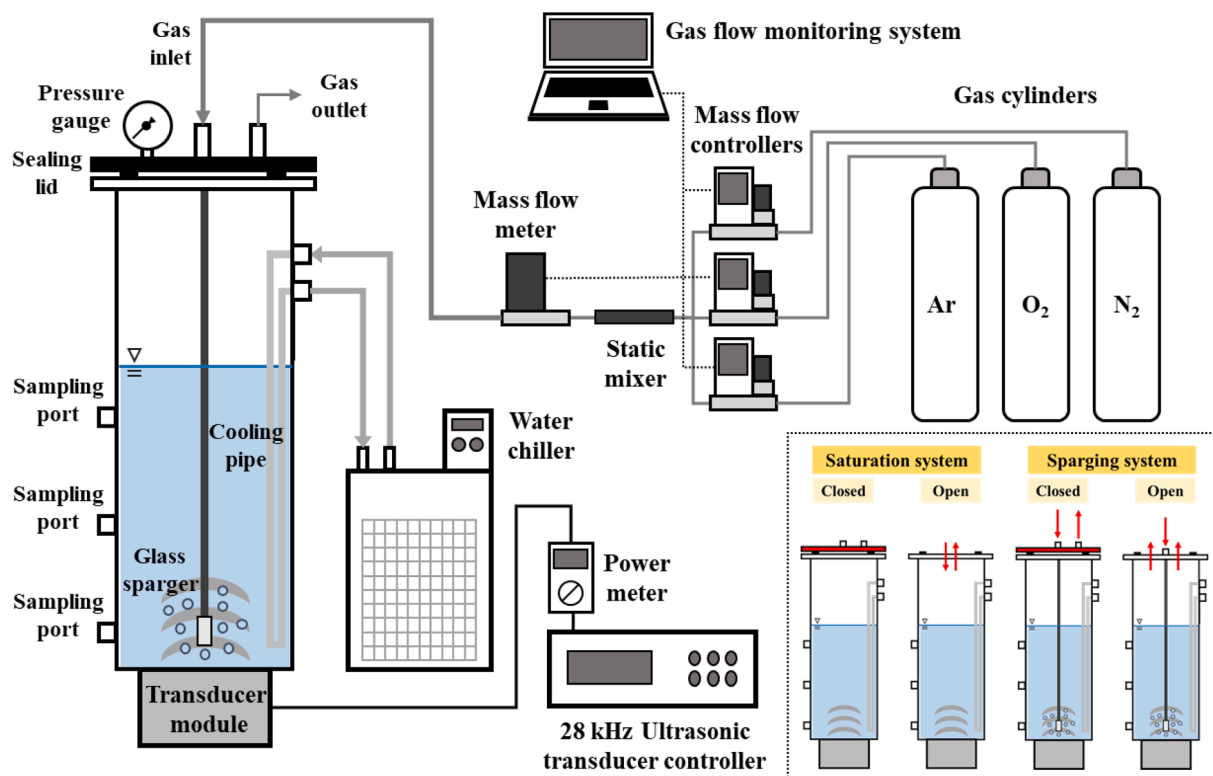 Gas
inlet
Gas flow monitoring system
Pressure
gauge
Gas
outlet
Gas cylinders
Mass flow
controllers
Sealing
lid
Mass flow
meter
Ar
O₂
N₂
Static
mixer
Sampling
port
Cooling
pipe
Water
chiller
Sampling
port
Glass
sparger
Sampling
port
Power
meter
Transducer
module
28 kHz Ultrasonic
transducer controller
Saturation system
Sparging system
Closed
Open
Closed
Open